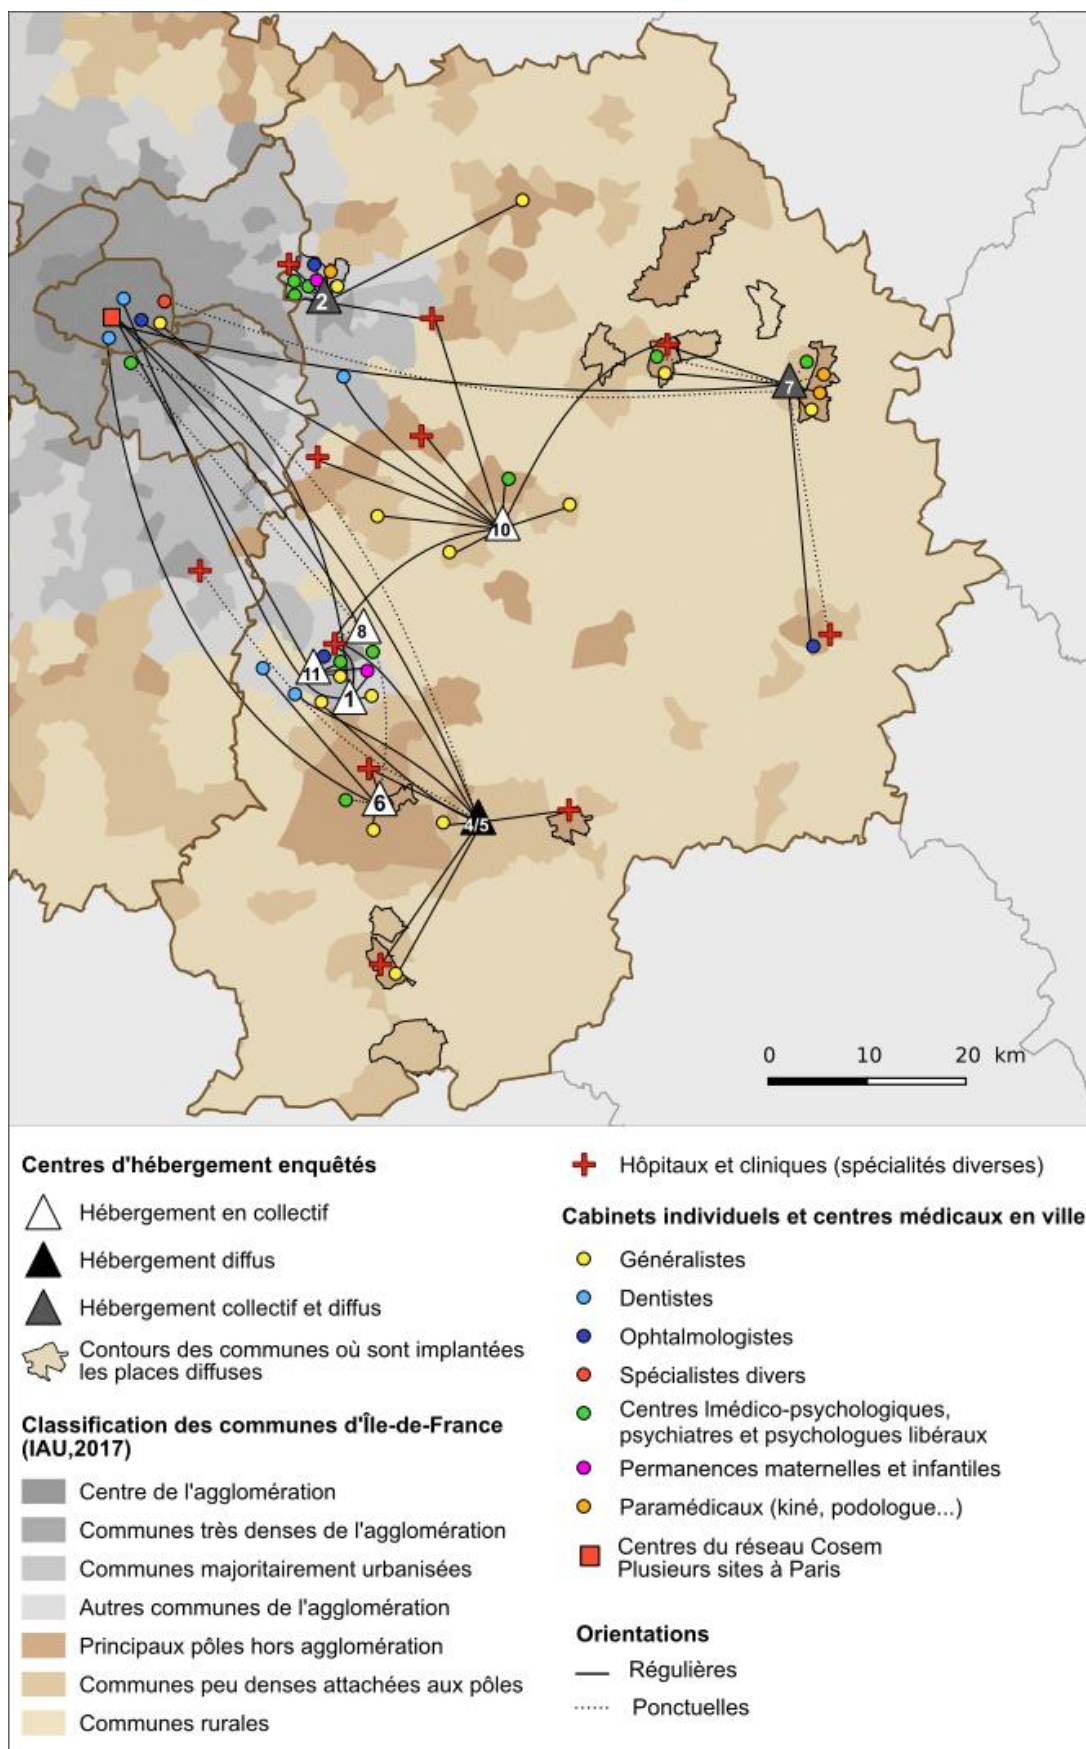 2
7
10
8
11
1
6
4/5
0 10 20 km
Centres d'hébergement enquêtés
Hébergement en collectif
Hébergement diffus
Hébergement collectif et diffus
Contours des communes où sont implantées
les places diffuses
Classification des communes d'Île-de-France
(IAU,2017)
Centre de l'agglomération
Communes très denses de l'agglomération
Communes majoritairement urbanisées
Autres communes de l'agglomération
Principaux pôles hors agglomération
Communes peu denses attachées aux pôles
Communes rurales
Hôpitaux et cliniques (spécialités diverses)
Cabinets individuels et centres médicaux en ville
Généralistes
Dentistes
Ophtalmologistes
Spécialistes divers
Centres lmédico-psychologiques,
psychiatres et psychologues libéraux
Permanences maternelles et infantiles
Paramédicaux (kiné, podologue...)
Centres du réseau Cosem
Plusieurs sites à Paris
Orientations
Régulières
Ponctuelles